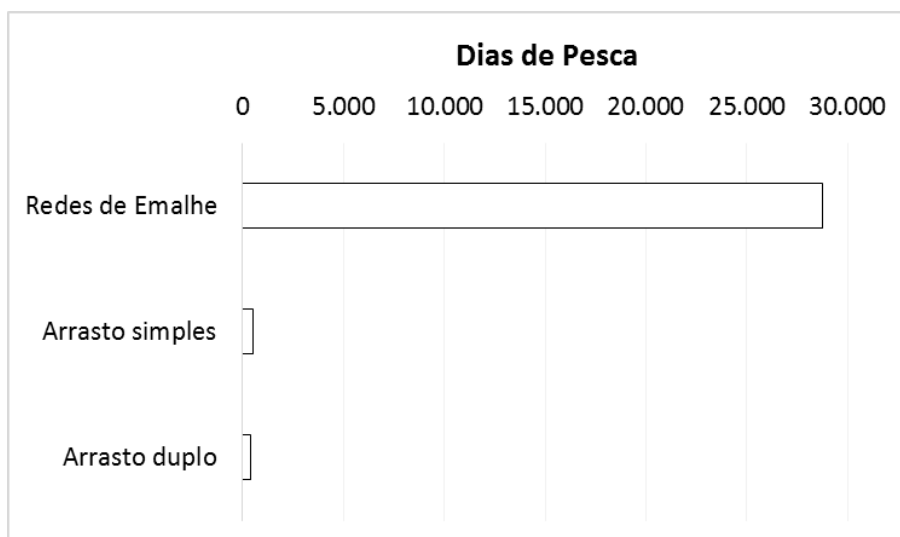 Dias de Pesca
0 5.000 10.000 15.000 20.000 25.000 30.000
Redes de Emalhe
Arrasto simples
Arrasto duplo